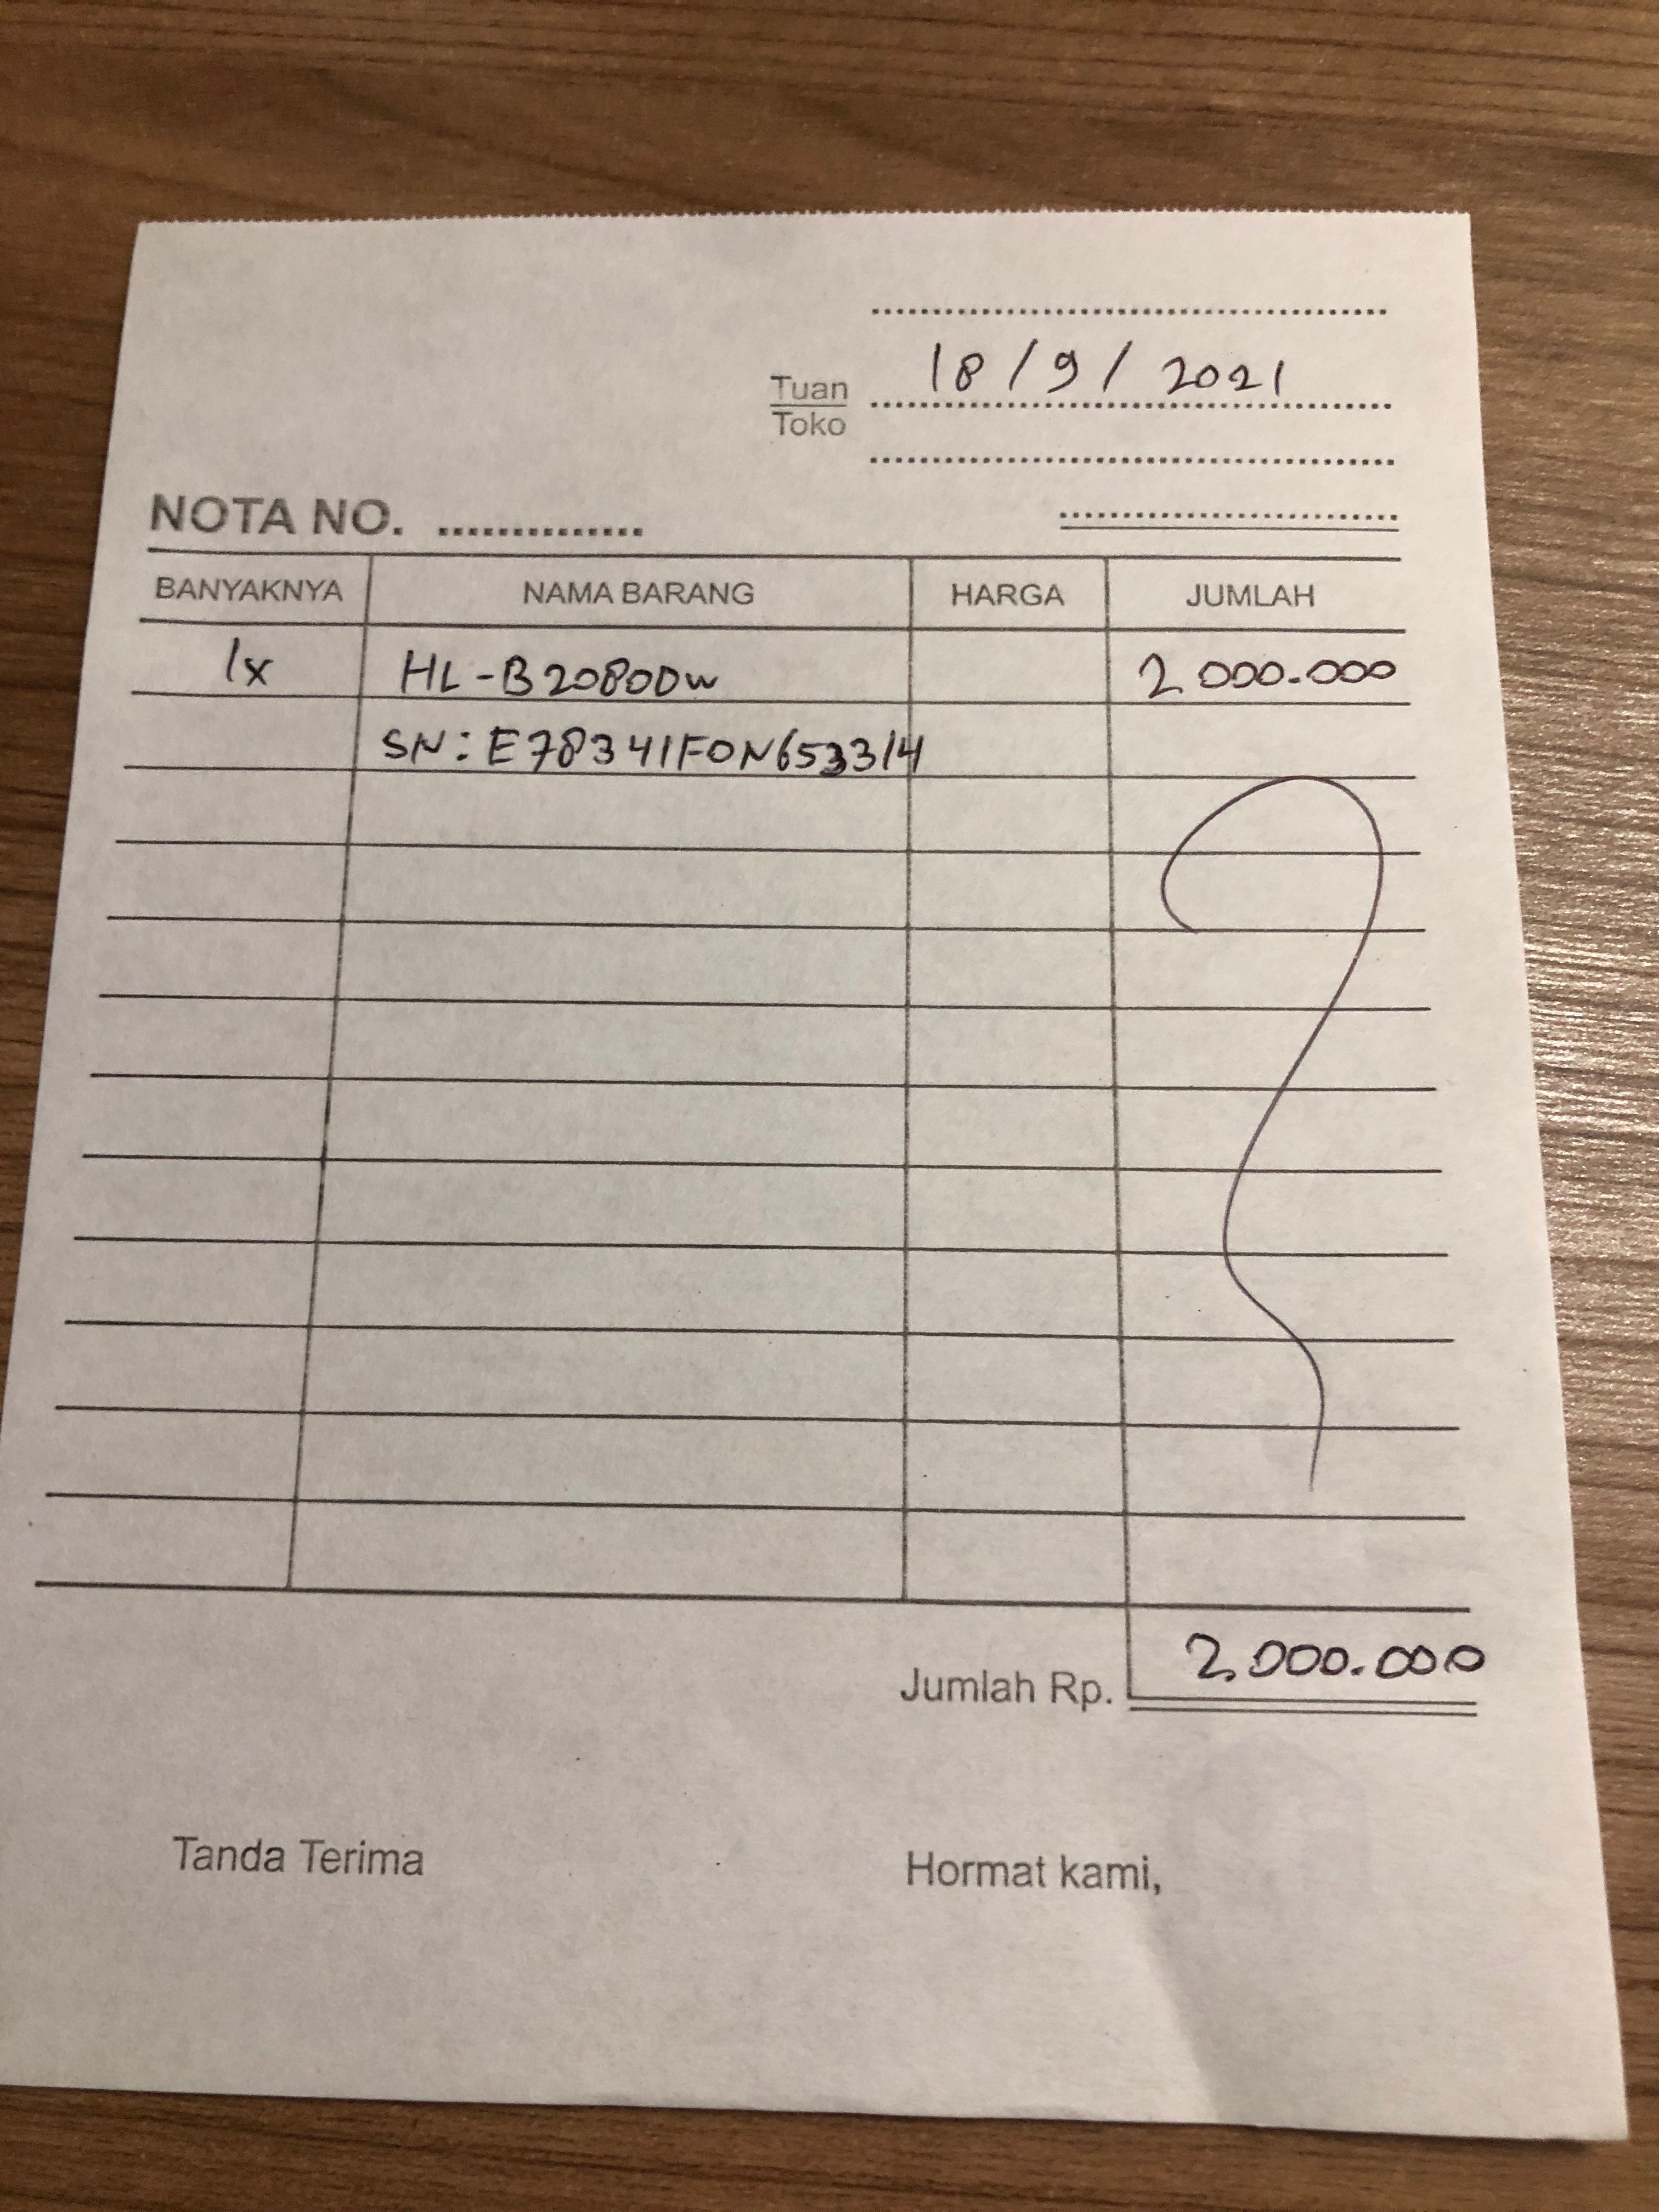 18/9/2021
Tuan
Toko
NOTA NO. ..............
BANYAKNYA NAMA BARANG HARGA JUMLAH
1x HL-B2080DW 2.000.000
SN: E78341F0N653314
Jumlah Rp. 2.000.000
Tanda Terima Hormat kami,